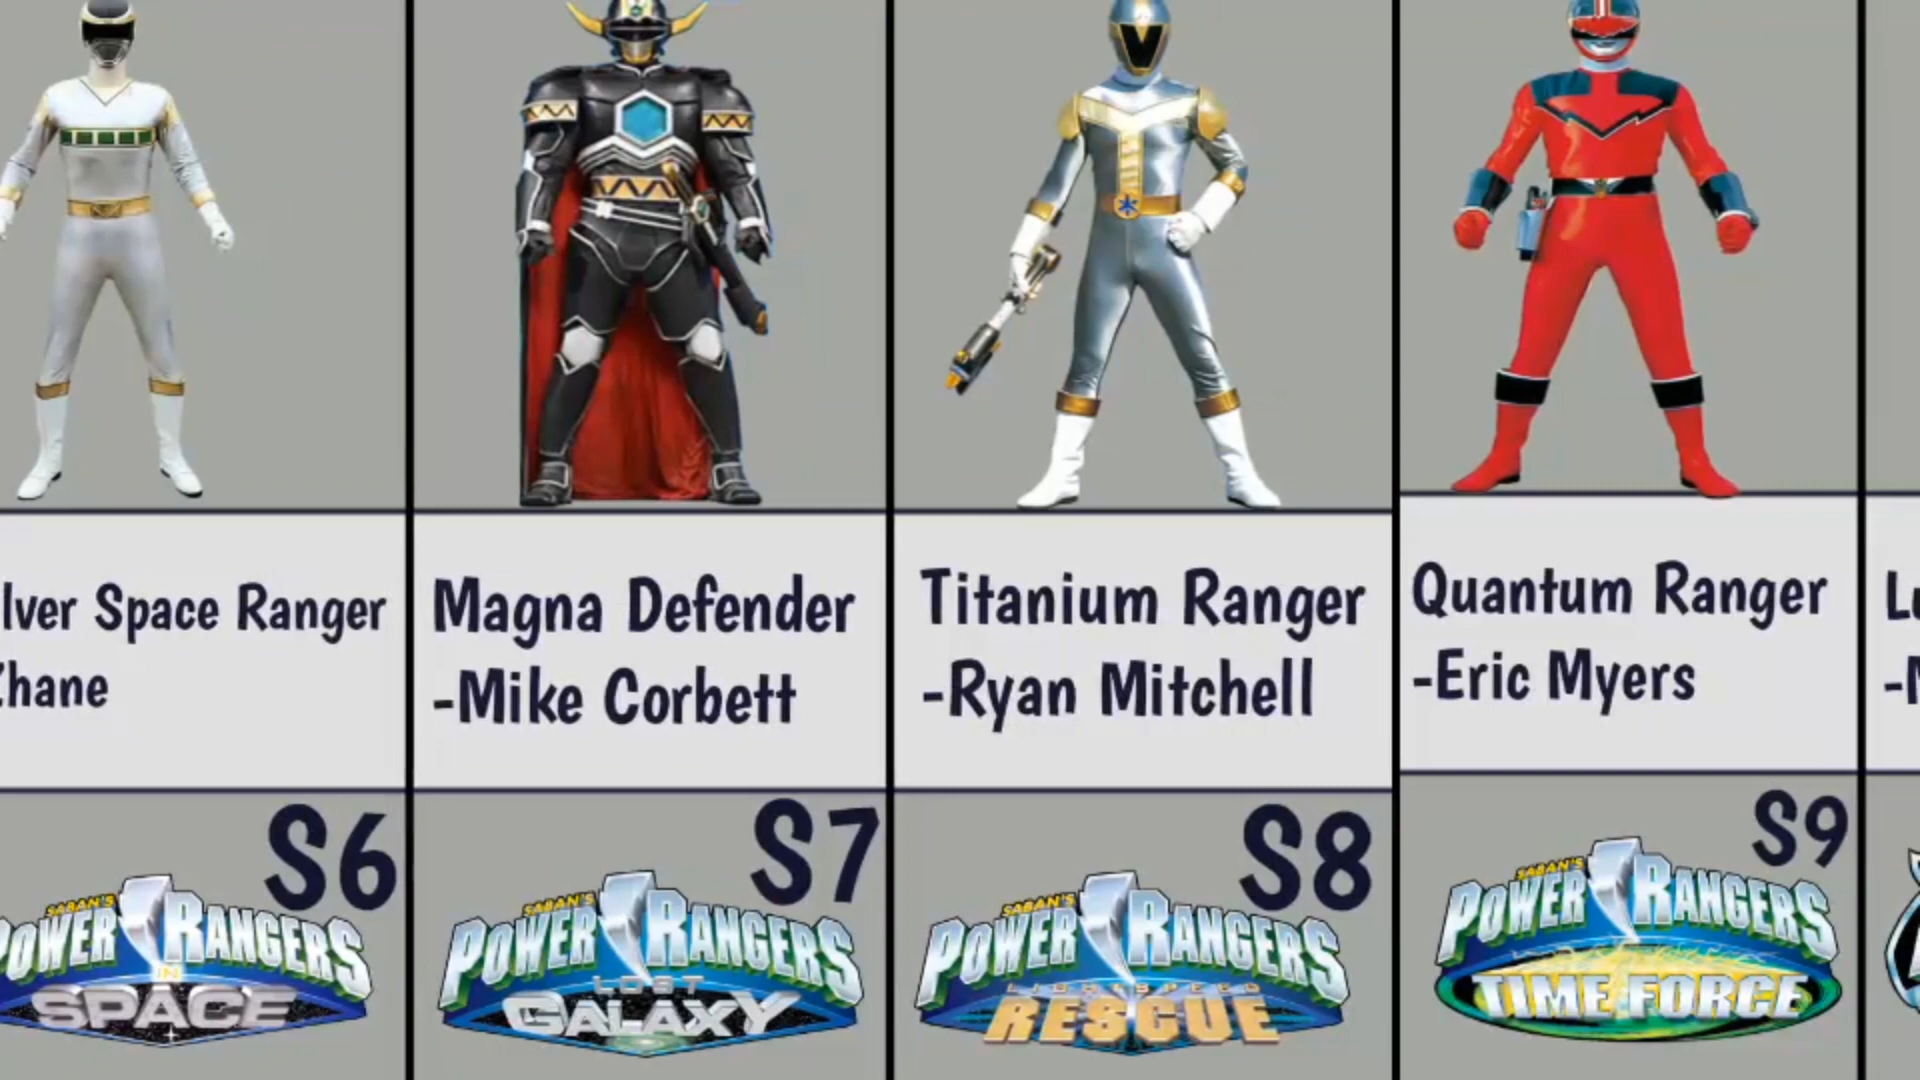 lver Space Ranger
Zhane
Magna Defender
-Mike Corbett
Titanium Ranger
-Ryan Mitchell
Quantum Ranger
-Eric Myers
S6
SABAN'S
POWER RANGERS
IN
SPACE
S7
SABAN'S
POWER RANGERS
LOST
GALAXY
S8
SABAN'S
POWER RANGERS
LIGHTSPEED
RESCUE
S9
SABAN'S
POWER RANGERS
TIME FORCE